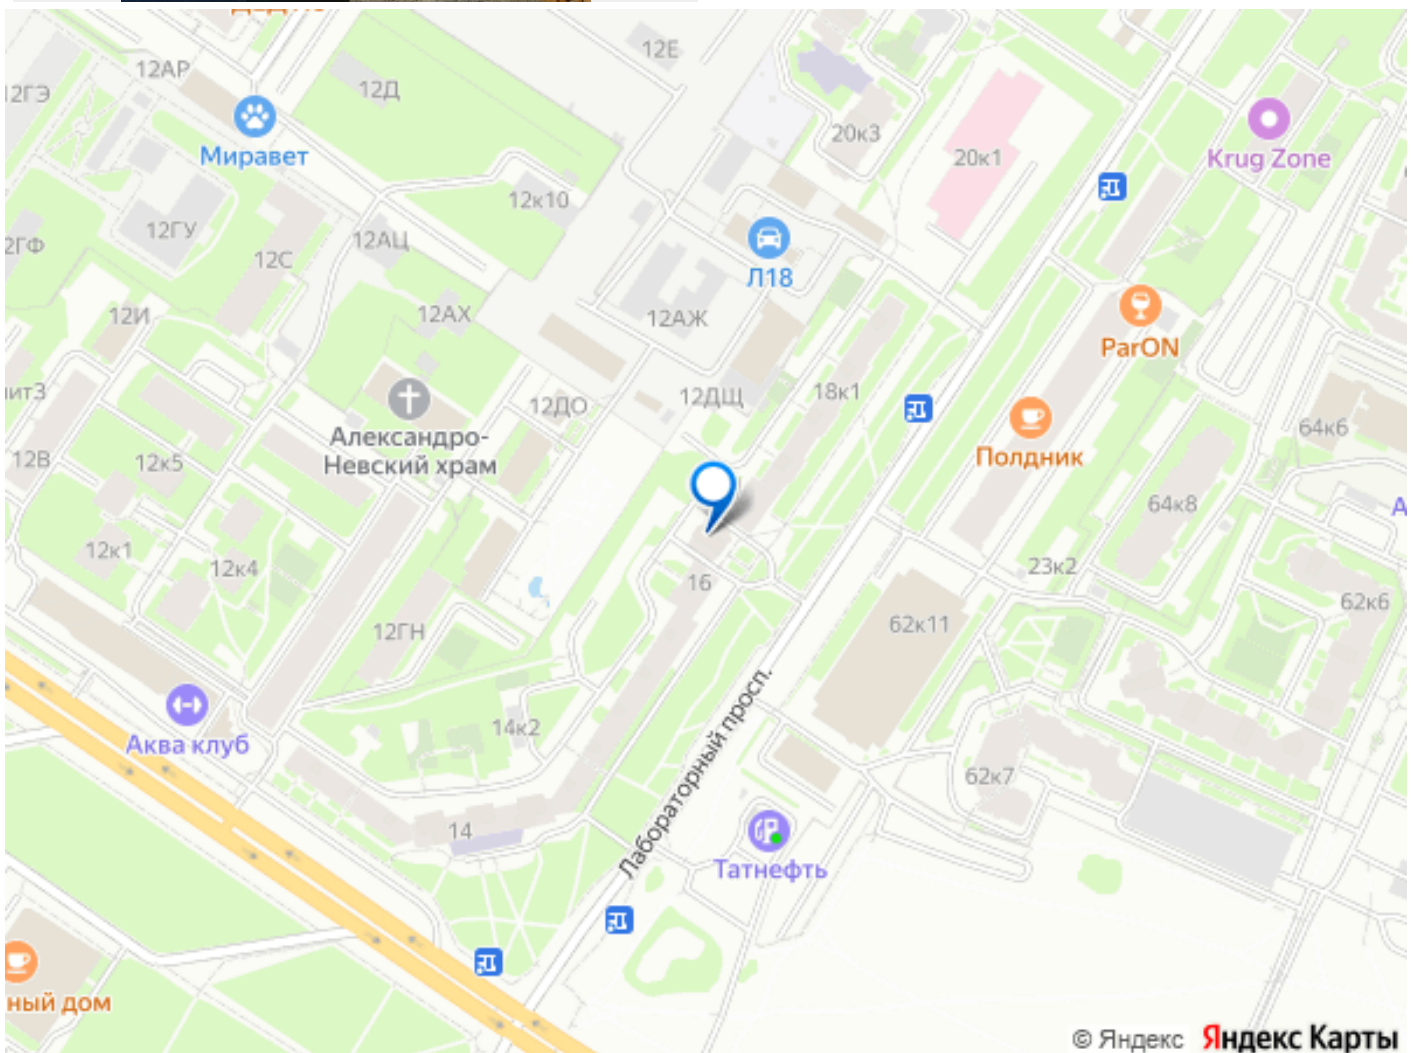 12Е
12АР
12Д
2ГЭ
20к3
Миравет
20к1
Krug Zone
12к10
12ГУ
12АЦ
2ГФ
12С
Л18
12АХ
12И
12АЖ
ParON
18к1
12ДЩ
12ДО
64к6
Александро-
Невский храм
Полдник
12В
12к5
64к8
12к1
12к4
23к2
16
62к6
62к11
12ГН
14к2
Аква клуб
Лабораторный просп.
62к7
14
Татнефть
ный дом
© Яндекс Яндекс Карты